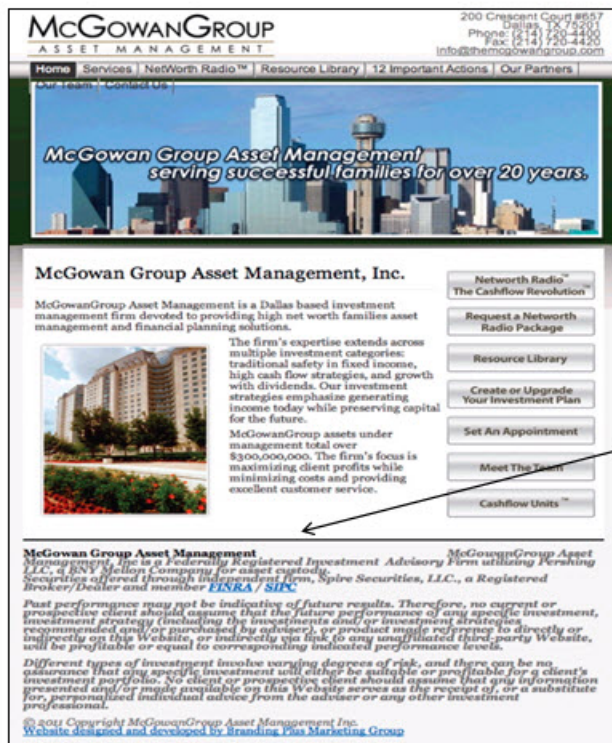 McGowanGroup
ASSET MANAGEMENT
200 Crescent Court #657
Dallas, TX 75201
Phone: (214) 720-4400
Fax: (214) 720-4420
info@themcgowangroup.com
Home Services NetWorth Radio™ Resource Library 12 Important Actions Our Partners
Our Team Contact Us
McGowan Group Asset Management
serving successful families for over 20 years.
McGowan Group Asset Management, Inc.
McGowanGroup Asset Management is a Dallas based investment
management firm devoted to providing high net worth families asset
management and financial planning solutions.
The firm's expertise extends across
multiple investment categories:
traditional safety in fixed income,
high cash flow strategies, and growth
with dividends. Our investment
strategies emphasize generating
income today while preserving capital
for the future.
McGowanGroup assets under
management total over
$300,000,000. The firm's focus is
maximizing client profits while
minimizing costs and providing
excellent customer service.
Networth Radio™
The Cashflow Revolution™
Request a Networth
Radio Package
Resource Library
Create or Upgrade
Your Investment Plan
Set An Appointment
Meet The Team
Cashflow Units™
McGowan Group Asset Management McGowanGroup Asset
Management, Inc is a Federally Registered Investment Advisory Firm utilizing Pershing
LLC, a BNY Mellon Company for asset custody.
Securities offered through independent firm, Spire Securities, LLC., a Registered
Broker/Dealer and member FINRA / SIPC
Past performance may not be indicative of future results. Therefore, no current or
prospective client should assume that the future performance of any specific investment,
investment strategy (including the investments and/or investment strategies
recommended and/or purchased by adviser), or product made reference to directly or
indirectly on this Website, or indirectly via link to any unaffiliated third-party Website,
will be profitable or equal to corresponding indicated performance levels.
Different types of investment involve varying degrees of risk, and there can be no
assurance that any specific investment will either be suitable or profitable for a client's
investment portfolio. No client or prospective client should assume that any information
presented and/or made available on this Website serves as the receipt of, or a substitute
for, personalized individual advice from the adviser or any other investment
professional.
© 2011 Copyright McGowanGroup Asset Management Inc.
Website designed and developed by Branding Plus Marketing Group